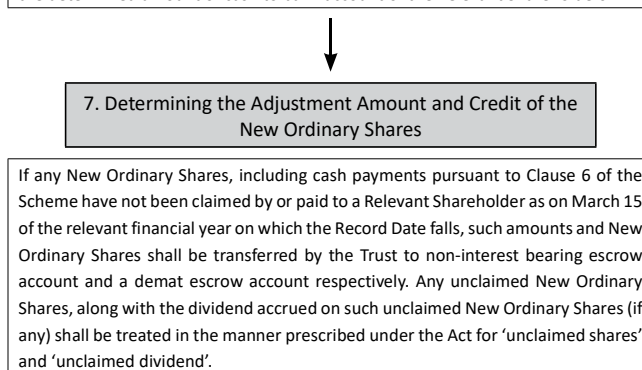 7. Determining the Adjustment Amount and Credit of the
New Ordinary Shares
If any New Ordinary Shares, including cash payments pursuant to Clause 6 of the
Scheme have not been claimed by or paid to a Relevant Shareholder as on March 15
of the relevant financial year on which the Record Date falls, such amounts and New
Ordinary Shares shall be transferred by the Trust to non-interest bearing escrow
account and a demat escrow account respectively. Any unclaimed New Ordinary
Shares, along with the dividend accrued on such unclaimed New Ordinary Shares (if
any) shall be treated in the manner prescribed under the Act for ‘unclaimed shares’
and ‘unclaimed dividend’.